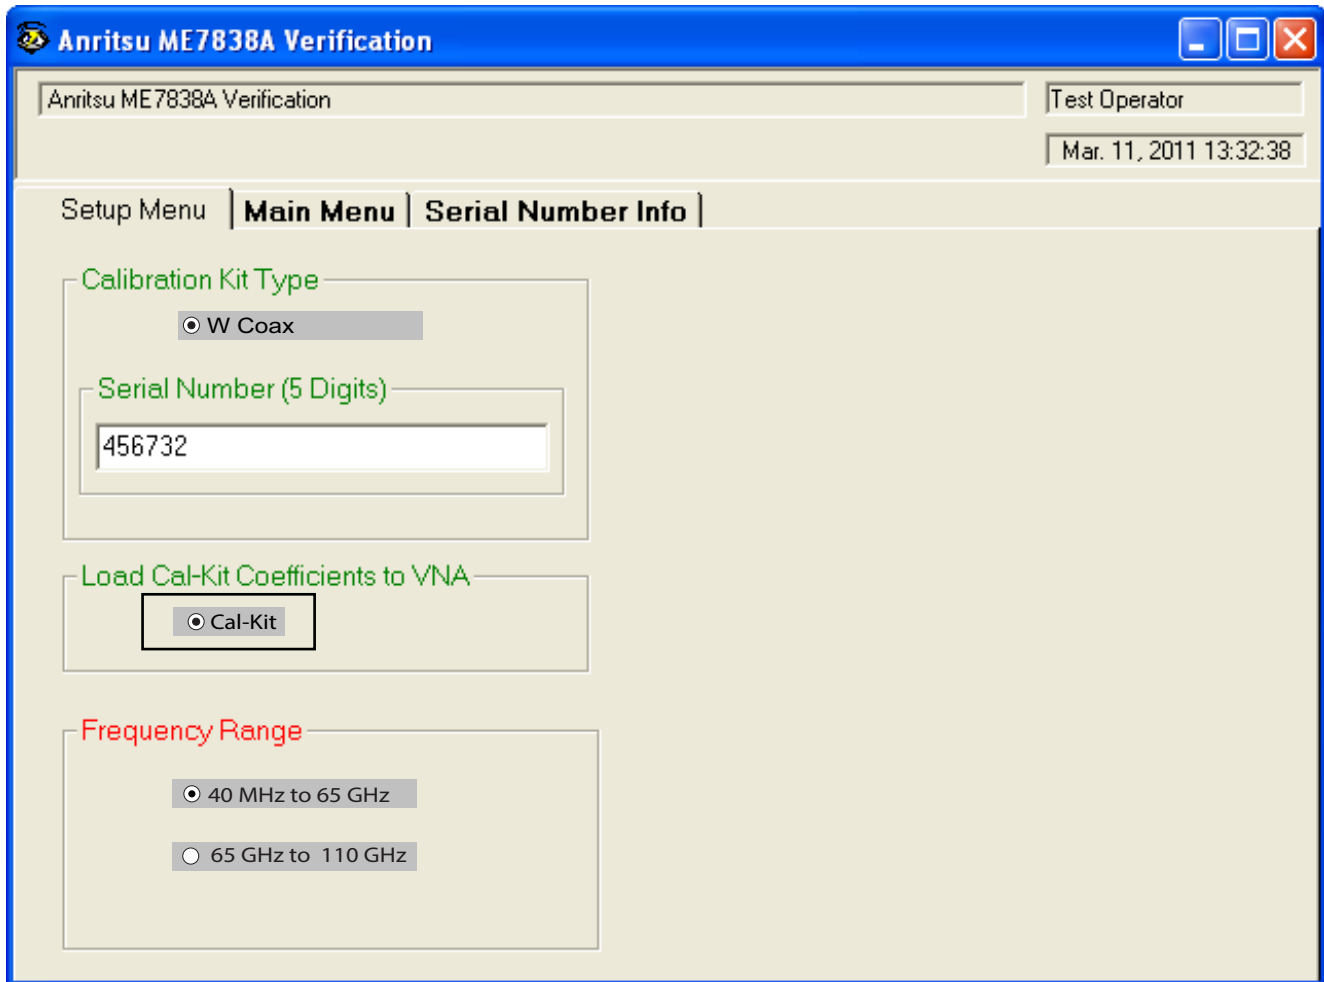 Anritsu ME7838A Verification
Anritsu ME7838A Verification
Test Operator
Mar. 11, 2011 13:32:38
Setup Menu Main Menu Serial Number Info
Calibration Kit Type
W Coax
Serial Number (5 Digits)
456732
Load Cal-Kit Coefficients to VNA
Cal-Kit
Frequency Range
40 MHz to 65 GHz
65 GHz to 110 GHz